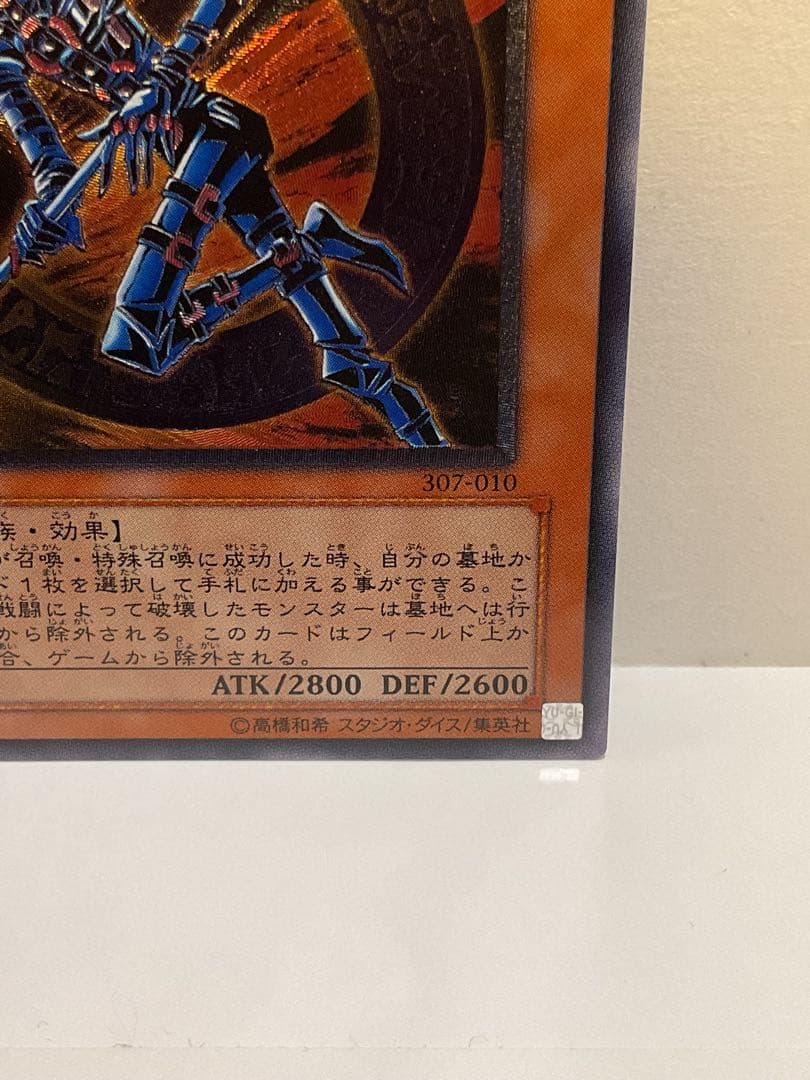 307-010
族・効果】
が召喚・特殊召喚に成功した時、自分の墓地か
ド1枚を選択して手札に加える事ができる。こ
戦闘によって破壊したモンスターは墓地へは行
から除外される。このカードはフィールド上か
合、ゲームから除外される。
ATK/2800 DEF/2600
©高橋和希 スタジオ・ダイス/集英社
YU-GI-